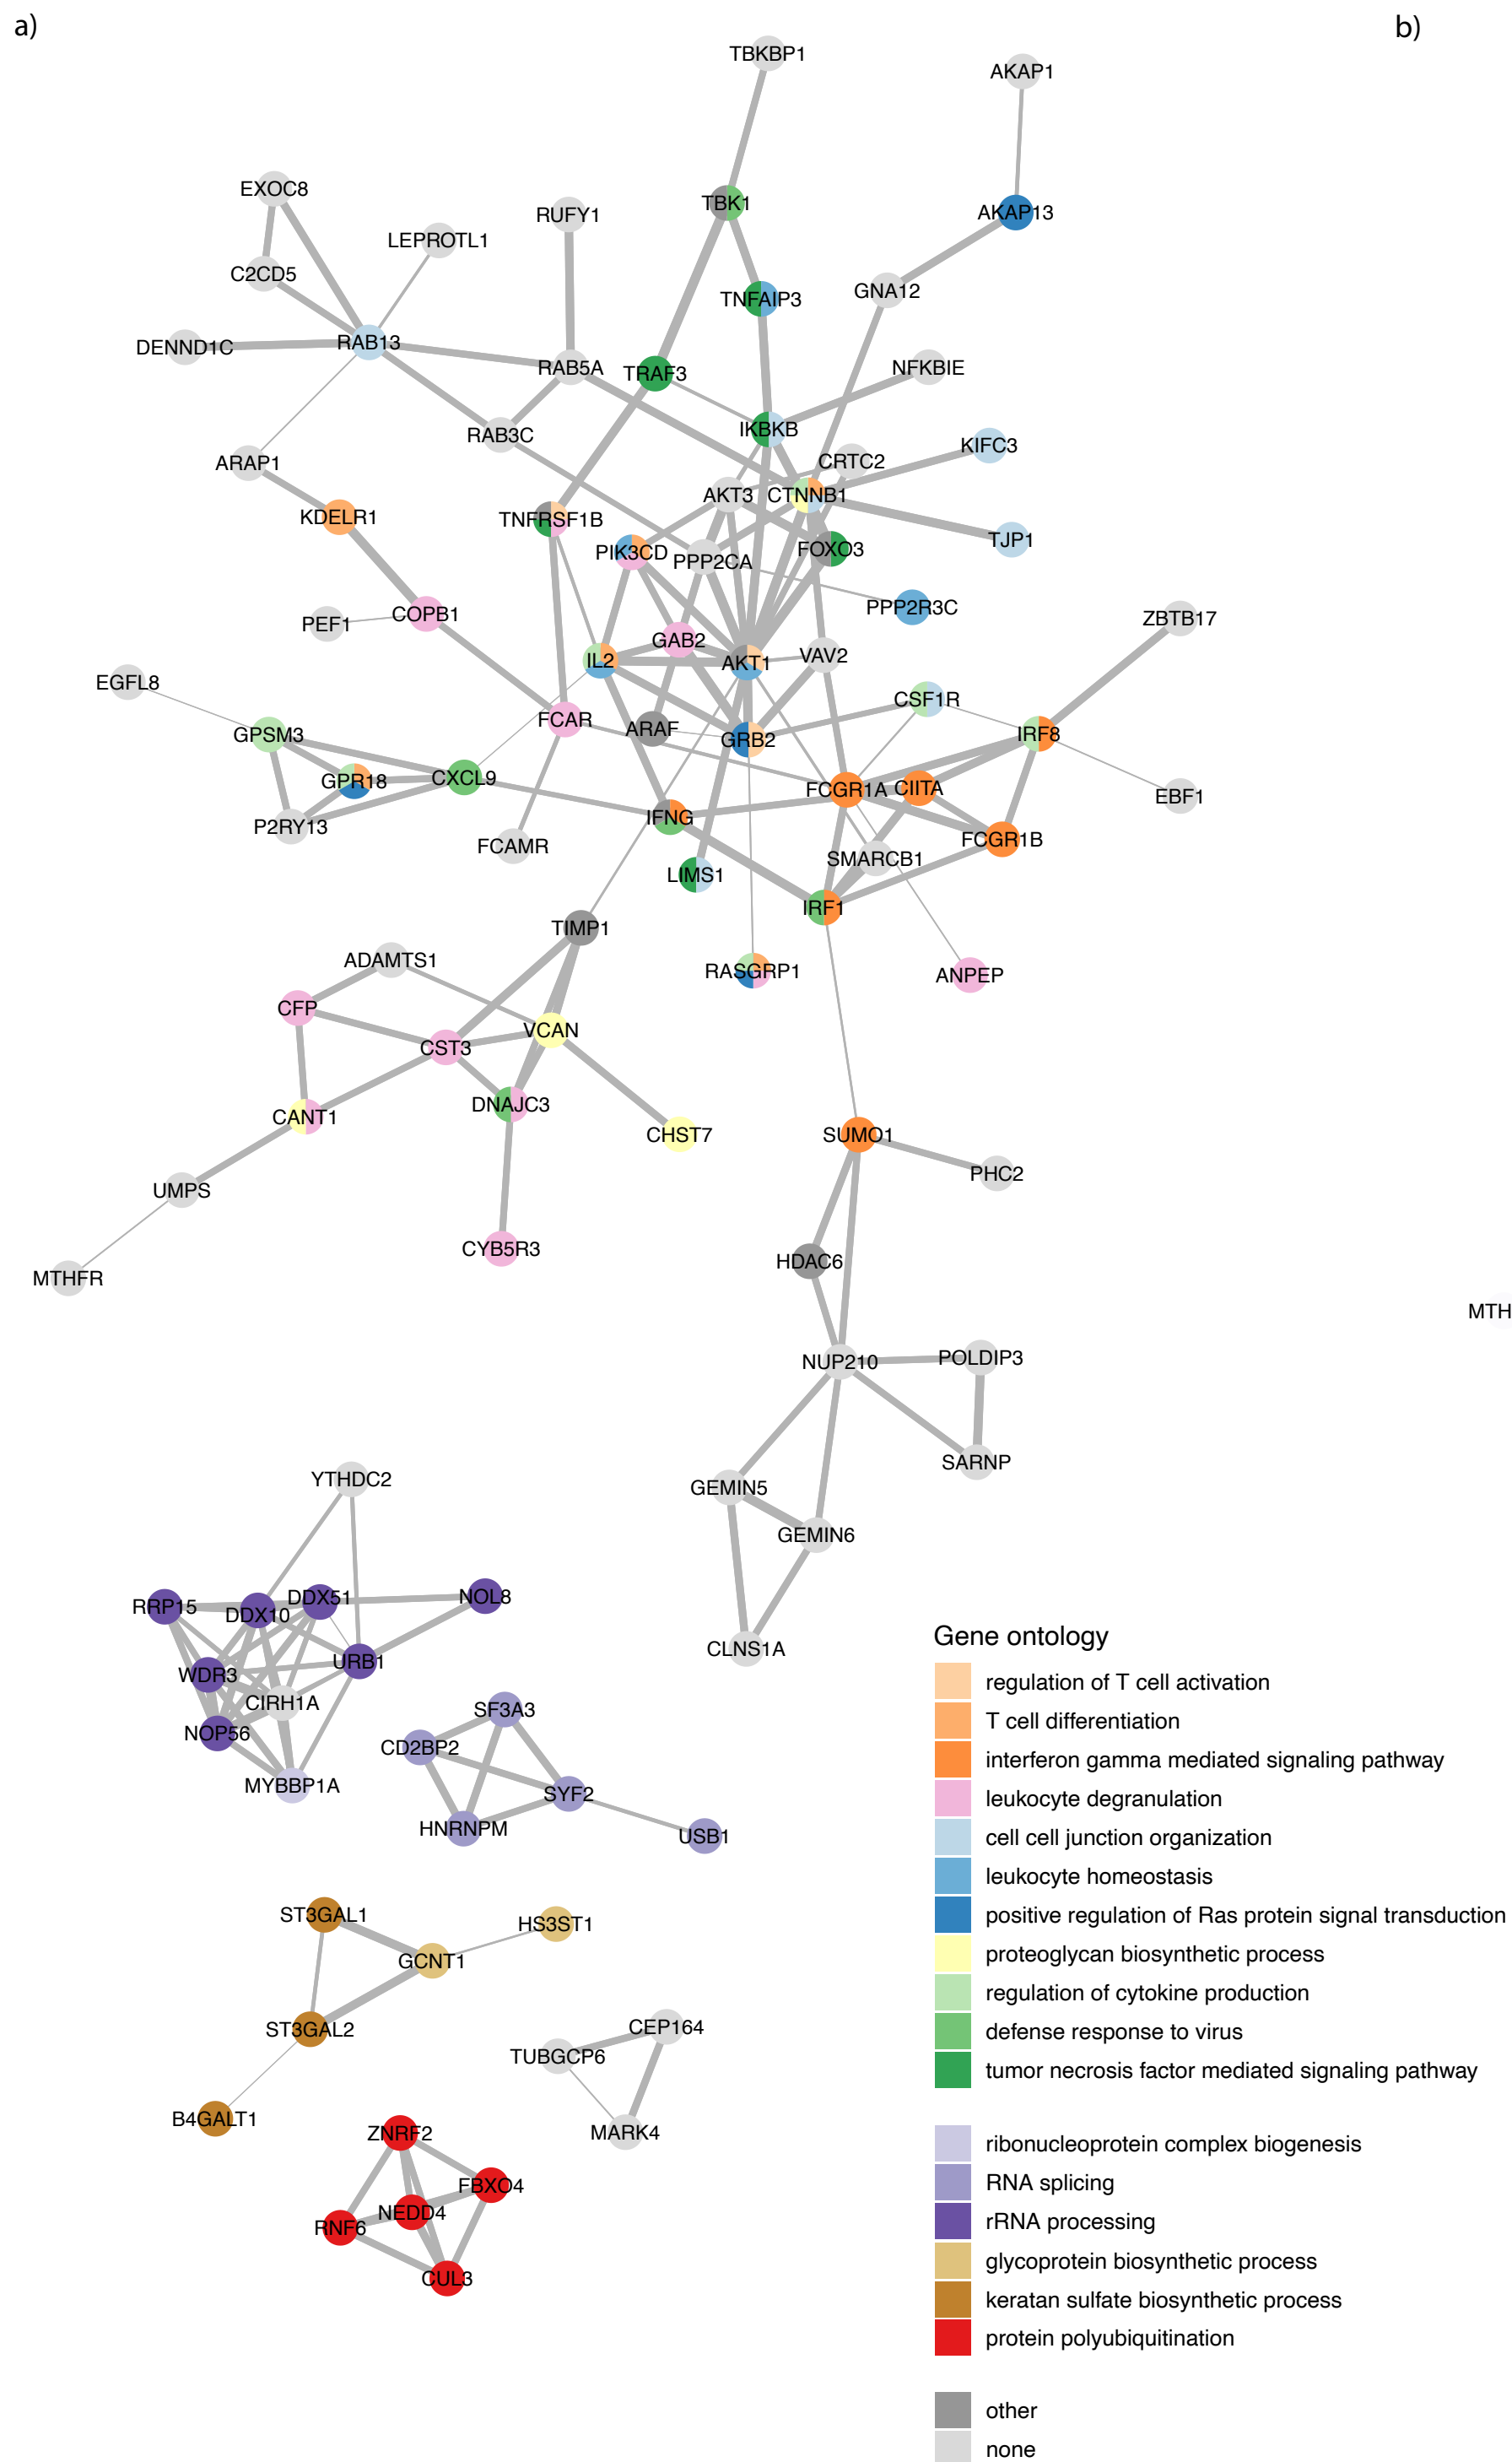 a)
b)
TBKBP1
AKAP1
EXOC8
TBK1
RUFY1
AKAP13
LEPROTL1
C2CD5
TNFAIP3
GNA12
DENND1C
RAB13
RAB5A
TRAF3
NFKBIE
RAB3C
IKBKB
KIFC3
ARAP1
CRTC2
AKT3
CTNNB1
KDELR1
TNFRSF1B
TJP1
PIK3CD
PPP2CA
FOXO3
PPP2R3C
COPB1
PEF1
ZBTB17
GAB2
IL2
AKT1
VAV2
EGFL8
CSF1R
FCAR
ARAF
GRB2
IRF8
GPSM3
GPR18
CXCL9
FCGR1A
CIITA
EBF1
P2RY13
IFNG
FCAMR
FCGR1B
SMARCB1
LIMS1
IRF1
TIMP1
ADAMTS1
RASGRP1
ANPEP
CFP
VCAN
CST3
CANT1
DNAJC3
CHST7
SUMO1
UMPS
PHC2
CYB5R3
HDAC6
MTHFR
MTH
NUP210
POLDIP3
SARNP
YTHDC2
GEMIN5
GEMIN6
RRP15
DDX10
DDX51
NOL8
CLNS1A
WDR3
URB1
CIRH1A
NOP56
SF3A3
CD2BP2
MYBBP1A
SYF2
HNRNPM
USB1
ST3GAL1
HS3ST1
GCNT1
ST3GAL2
CEP164
TUBGCP6
B4GALT1
MARK4
ZNRF2
FBXO4
NEDD4
RNF6
CUL3
Gene ontology
regulation of T cell activation
T cell differentiation
interferon gamma mediated signaling pathway
leukocyte degranulation
cell cell junction organization
leukocyte homeostasis
positive regulation of Ras protein signal transduction
proteoglycan biosynthetic process
regulation of cytokine production
defense response to virus
tumor necrosis factor mediated signaling pathway
ribonucleoprotein complex biogenesis
RNA splicing
rRNA processing
glycoprotein biosynthetic process
keratan sulfate biosynthetic process
protein polyubiquitination
other
none